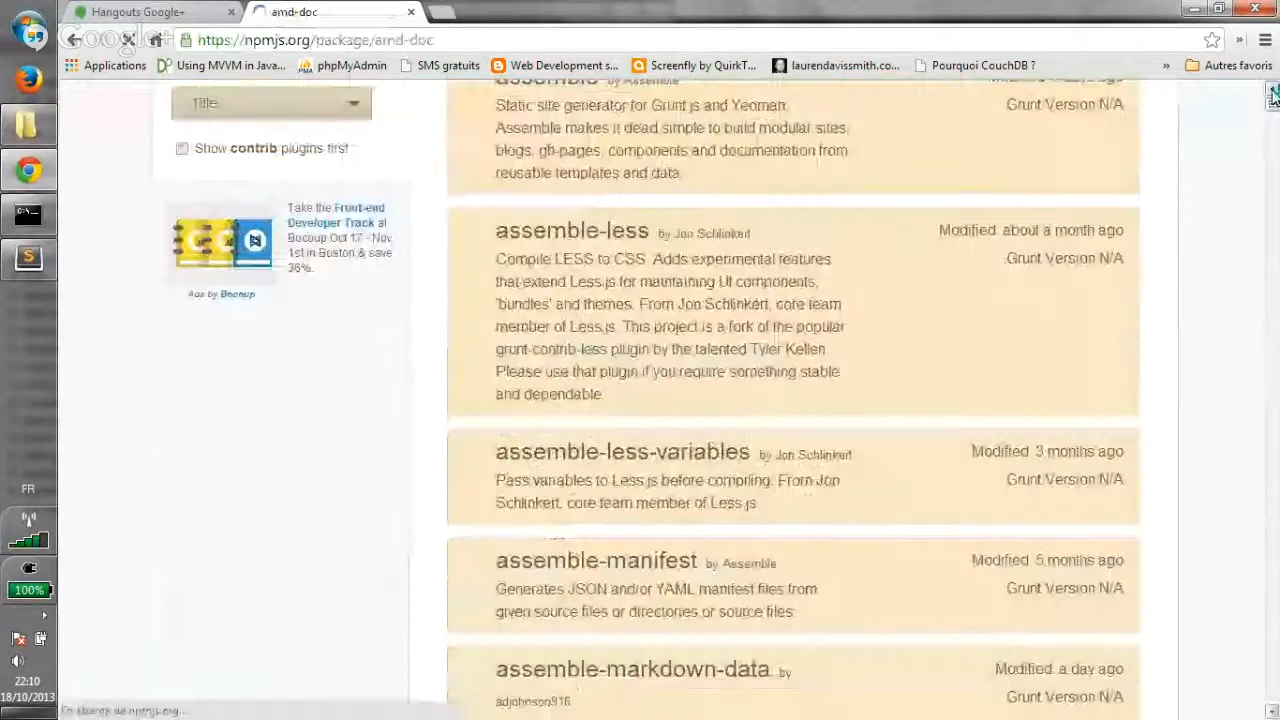 Hangouts Google+
amd-doc
Google+
https://npmjs.org/package/amd-doc
Applications
Using MVVM in Java...
phpMyAdmin
SMS gratuits
Web Development s...
Screenfly by QuirkT...
laurendavissmith.co...
Pourquoi CouchDB ?
»
Autres favoris
assemble by Assemble
Static site generator for Grunt.js and Yeoman.
Grunt Version N/A
Assemble makes it dead simple to build modular sites,
blogs, gh-pages, components and documentation from
reusable templates and data.
Title
Show contrib plugins first
Take the Front-end
Developer Track at
Bocoup Oct 17 - Nov
1st in Boston & save
36%.
Ads by Bocoup
assemble-less by Jon Schlinkert
Modified about a month ago
Compile LESS to CSS. Adds experimental features
Grunt Version N/A
that extend Less.js for maintaining UI components,
'bundles' and themes. From Jon Schlinkert, core team
member of Less.js. This project is a fork of the popular
grunt-contrib-less plugin by the talented Tyler Kellen.
Please use that plugin if you require something stable
and dependable.
assemble-less-variables by Jon Schlinkert
Modified 3 months ago
Pass variables to Less.js before compiling. From Jon
Grunt Version N/A
Schlinkert, core team member of Less.js.
assemble-manifest by Assemble
Modified 5 months ago
Generates JSON and/or YAML manifest files from
Grunt Version N/A
given source files or directories or source files.
assemble-markdown-data by
Modified a day ago
adjohnson916
Grunt Version N/A
FR
100%
22:10
18/10/2013
En attente de npmjs.org...